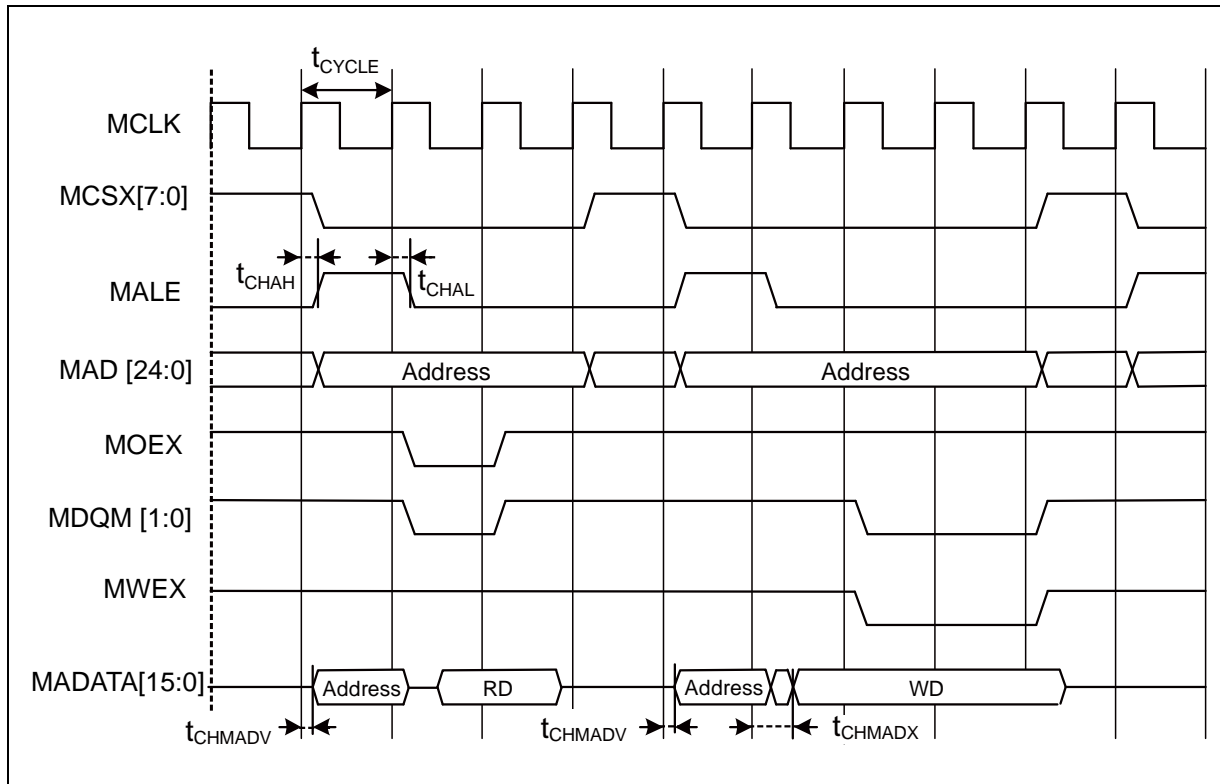 tCYCLE
MCLK
MCSX[7:0]
tCHAH
tCHAL
MALE
MAD [24:0]
Address
Address
MOEX
MDQM [1:0]
MWEX
MADATA[15:0]
Address
RD
Address
WD
tCHMADV
tCHMADV
tCHMADX